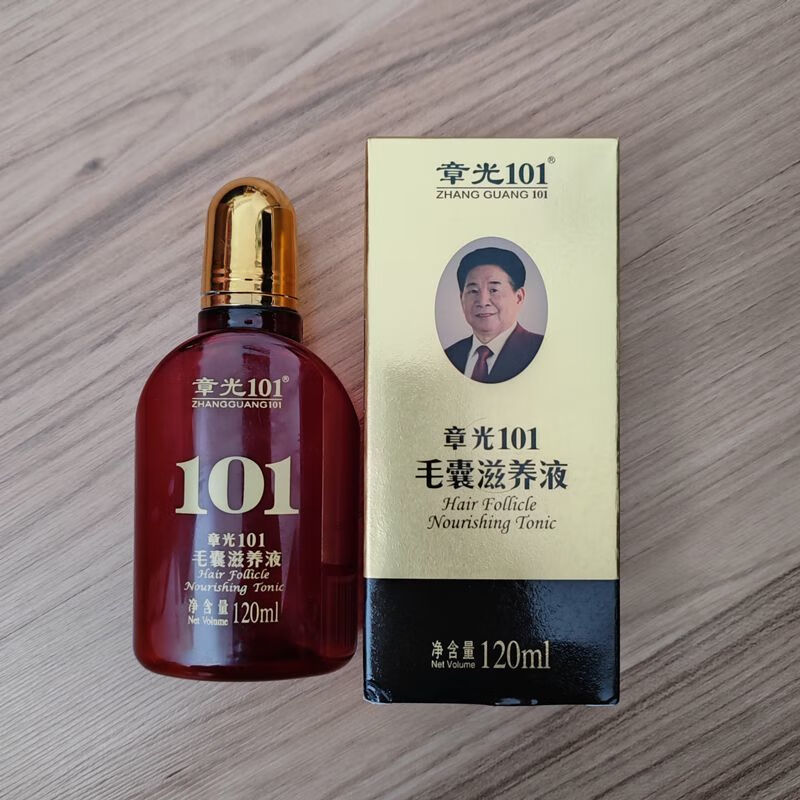 章光101®
ZHANGGUANG101
101
章光101
毛囊滋养液
Hair Follicle
Nourishing Tonic
净含量 120ml
Net Volume
章光101®
ZHANG GUANG 101
章光101
毛囊滋养液
Hair Follicle
Nourishing Tonic
净含量 120ml
Net Volume